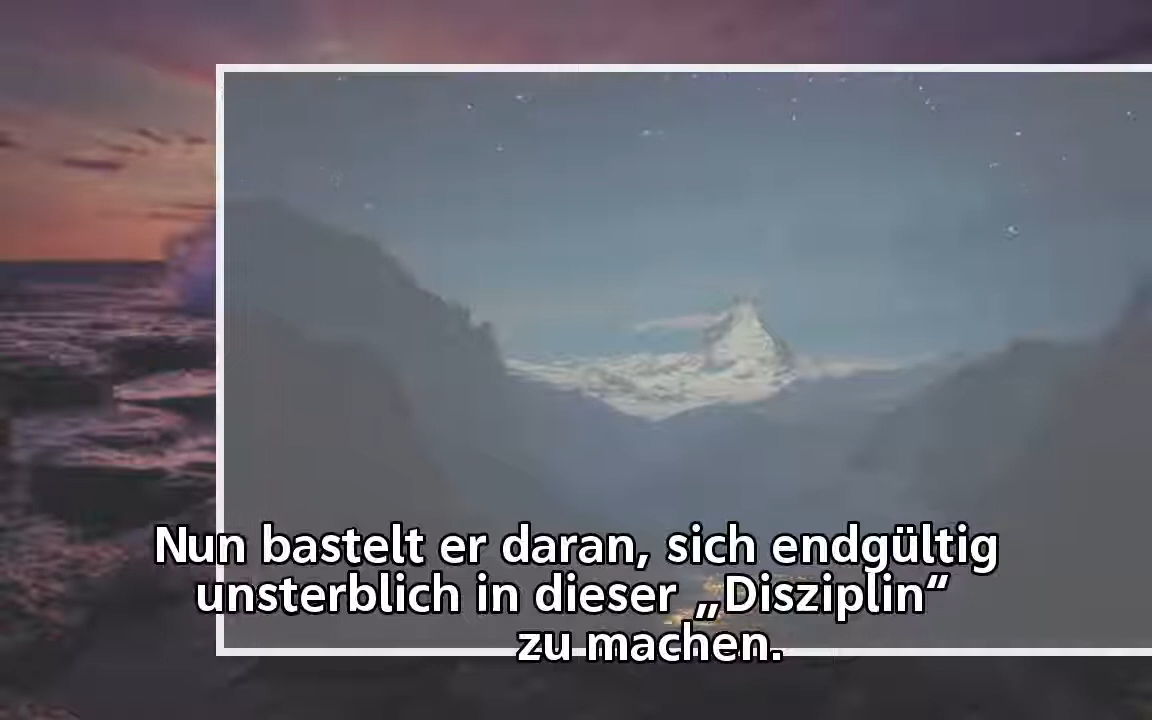 Nun bastelt er daran, sich endgültig
unsterblich in dieser „Disziplin“
zu machen.